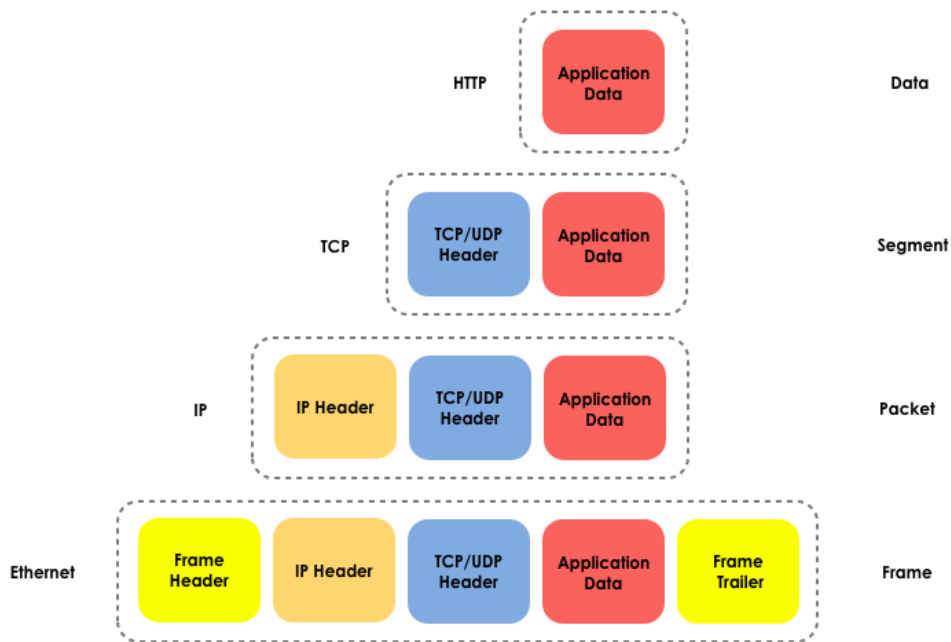 HTTP
Application
Data
Data
TCP
TCP/UDP
Header
Application
Data
Segment
IP
IP Header
TCP/UDP
Header
Application
Data
Packet
Ethernet
Frame
Header
IP Header
TCP/UDP
Header
Application
Data
Frame
Trailer
Frame